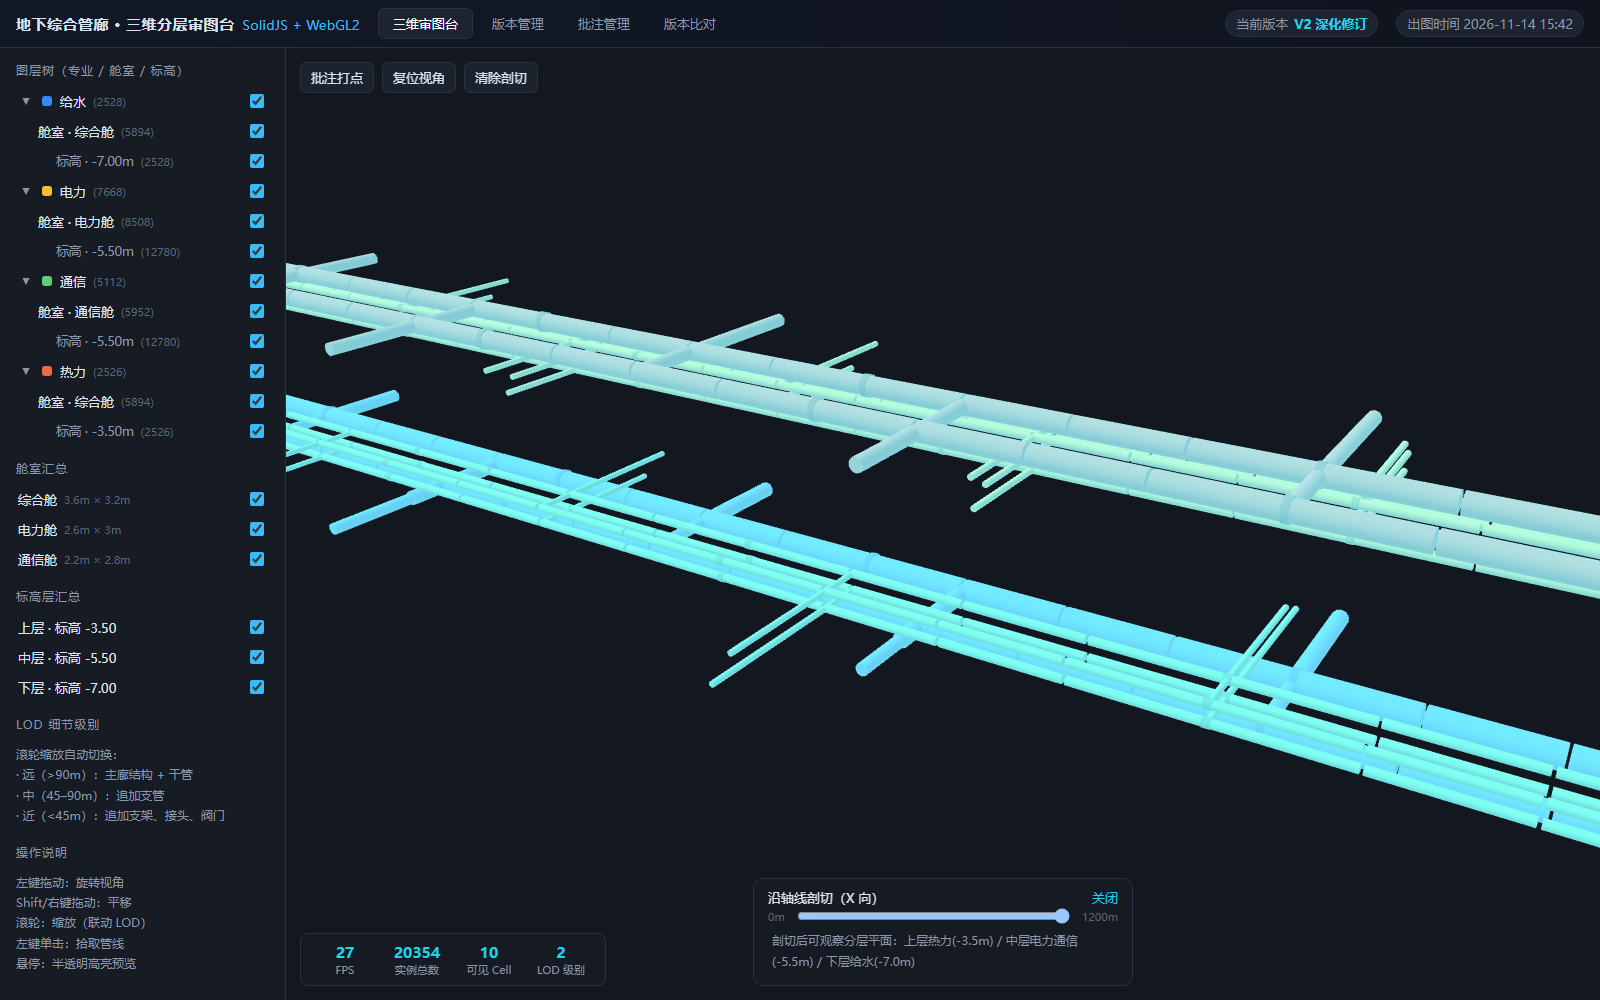 地下综合管廊 • 三维分层审图台 SolidJS + WebGL2 三维审图台 版本管理 批注管理 版本比对 当前版本 V2 深化修订 出图时间 2026-11-14 15:42
图层树（专业 / 舱室 / 标高）
▼ 给水 (2528)
舱室 · 综合舱 (5894)
标高 · -7.00m (2528)
▼ 电力 (7668)
舱室 · 电力舱 (8508)
标高 · -5.50m (12780)
▼ 通信 (5112)
舱室 · 通信舱 (5952)
标高 · -5.50m (12780)
▼ 热力 (2526)
舱室 · 综合舱 (5894)
标高 · -3.50m (2526)
舱室汇总
综合舱 3.6m × 3.2m
电力舱 2.6m × 3m
通信舱 2.2m × 2.8m
标高层汇总
上层 · 标高 -3.50
中层 · 标高 -5.50
下层 · 标高 -7.00
LOD 细节级别
滚轮缩放自动切换：
· 远（>90m）：主廊结构 + 干管
· 中（45–90m）：追加支管
· 近（<45m）：追加支架、接头、阀门
操作说明
左键拖动：旋转视角
Shift/右键拖动：平移
滚轮：缩放（联动 LOD）
左键单击：拾取管线
悬停：半透明高亮预览
批注打点 复位视角 清除剖切
27 20354 10 2
FPS 实例总数 可见 Cell LOD 级别
沿轴线剖切（X 向） 关闭
0m 1200m
剖切后可观察分层平面：上层热力(-3.5m) / 中层电力通信
(-5.5m) / 下层给水(-7.0m)